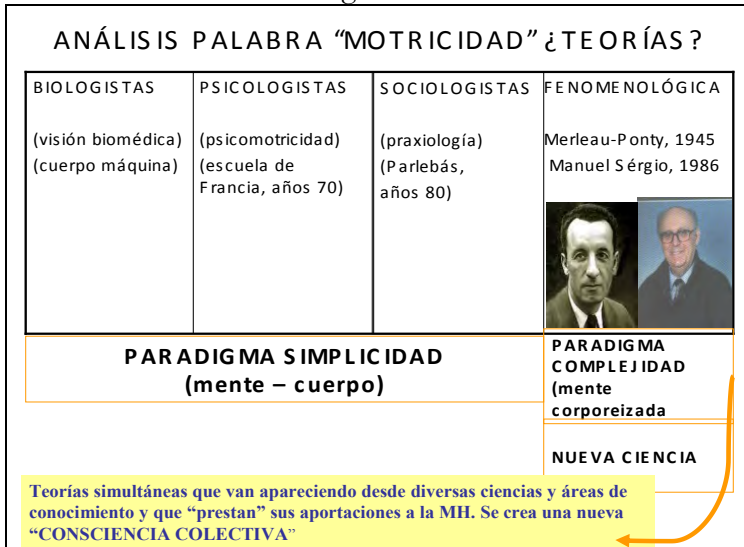 ANÁLISIS PALABRA “MOTRICIDAD” ¿TEORÍAS?
BIOLOGISTAS
(visión biomédica)
(cuerpo máquina)
PSICOLOGISTAS
(psicomotricidad)
(escuela de
Francia, años 70)
SOCIOLOGISTAS
(praxiología)
(Parlebás,
años 80)
FENOMENOLÓGICA
Merleau-Ponty, 1945
Manuel Sérgio, 1986
PARADIGMA SIMPLICIDAD
(mente – cuerpo)
PARADIGMA
COMPLEJIDAD
(mente
corporeizada
NUEVA CIENCIA
Teorías simultáneas que van apareciendo desde diversas ciencias y áreas de
conocimiento y que “prestan” sus aportaciones a la MH. Se crea una nueva
“CONSCIENCIA COLECTIVA”